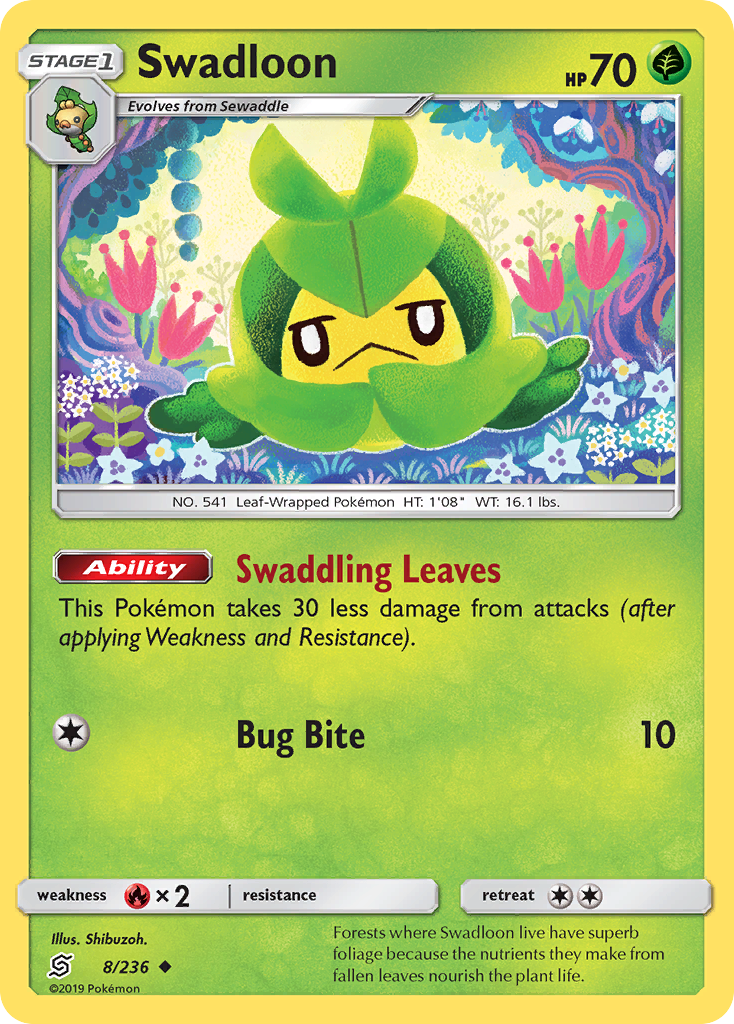 STAGE1
Swadloon
HP70
Evolves from Sewaddle
NO. 541 Leaf-Wrapped Pokémon HT: 1'08" WT: 16.1 lbs.
Ability
Swaddling Leaves
This Pokémon takes 30 less damage from attacks (after
applying Weakness and Resistance).
Bug Bite 10
weakness ×2 resistance retreat
Illus. Shibuzoh.
8/236
©2019 Pokémon
Forests where Swadloon live have superb
foliage because the nutrients they make from
fallen leaves nourish the plant life.